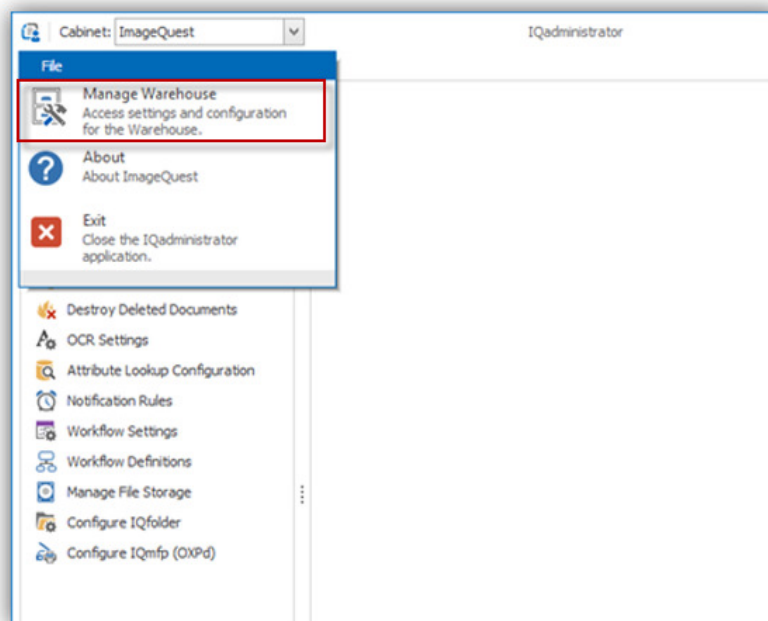 Cabinet: ImageQuest
IQadministrator
File
Manage Warehouse
Access settings and configuration
for the Warehouse.
About
About ImageQuest
Exit
Close the IQadministrator
application.
Destroy Deleted Documents
OCR Settings
Attribute Lookup Configuration
Notification Rules
Workflow Settings
Workflow Definitions
Manage File Storage
Configure IQfolder
Configure IQmfp (OXPd)